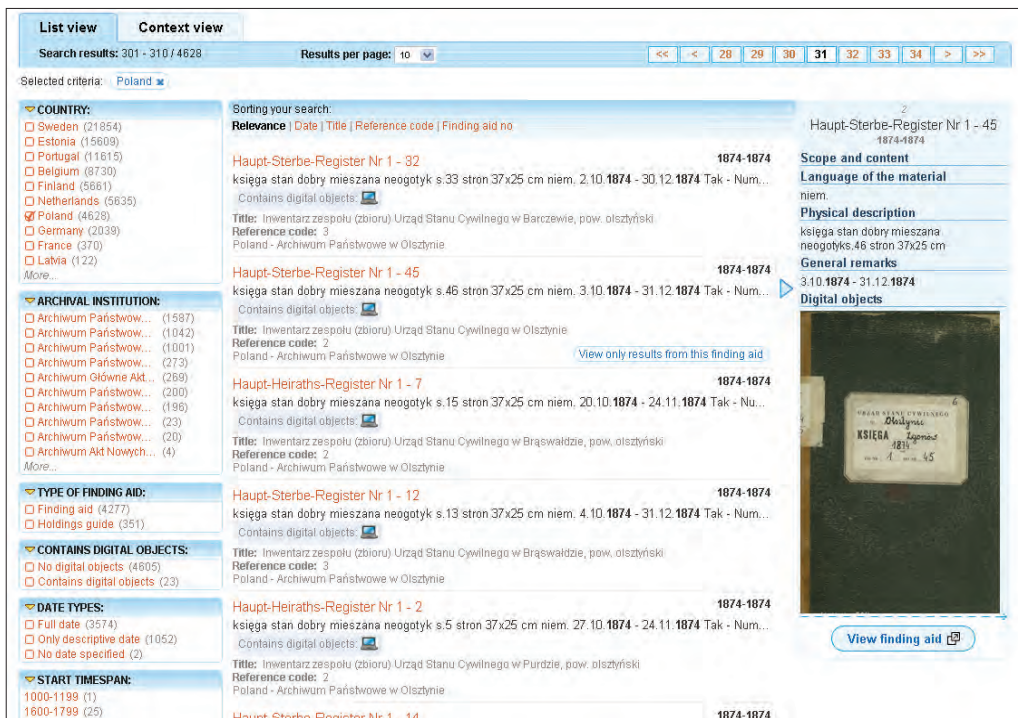 List view
Context view
Search results: 301 - 310 / 4628
Results per page: 10
<< < 28 29 30 31 32 33 34 > >>
Selected criteria: Poland ×
COUNTRY:
Sweden (21854)
Estonia (15609)
Portugal (11615)
Belgium (8730)
Finland (5661)
Netherlands (5635)
Poland (4628)
Germany (2039)
France (370)
Latvia (122)
More...
ARCHIVAL INSTITUTION:
Archiwum Państwow... (1587)
Archiwum Państwow... (1042)
Archiwum Państwow... (1001)
Archiwum Państwow... (273)
Archiwum Główne Akt... (269)
Archiwum Państwow... (200)
Archiwum Państwow... (196)
Archiwum Państwow... (23)
Archiwum Państwow... (20)
Archiwum Akt Nowych... (4)
More...
TYPE OF FINDING AID:
Finding aid (4277)
Holdings guide (351)
CONTAINS DIGITAL OBJECTS:
No digital objects (4605)
Contains digital objects (23)
DATE TYPES:
Full date (3574)
Only descriptive date (1052)
No date specified (2)
START TIMESPAN:
1000-1199 (1)
1600-1799 (25)
Sorting your search:
Relevance | Date | Title | Reference code | Finding aid no
Haupt-Sterbe-Register Nr 1 - 32
1874-1874
księga stan dobry mieszana neogotyk s.33 stron 37x25 cm niem. 2.10.1874 - 30.12.1874 Tak - Num...
Contains digital objects:
Title: Inwentarz zespołu (zbioru) Urząd Stanu Cywilnego w Barczewie, pow. olsztyński
Reference code: 3
Poland - Archiwum Państwowe w Olsztynie
Haupt-Sterbe-Register Nr 1 - 45
1874-1874
księga stan dobry mieszana neogotyk s.46 stron 37x25 cm niem. 3.10.1874 - 31.12.1874 Tak - Num...
Contains digital objects:
Title: Inwentarz zespołu (zbioru) Urząd Stanu Cywilnego w Olsztynie
Reference code: 2
Poland - Archiwum Państwowe w Olsztynie
View only results from this finding aid
Haupt-Heiraths-Register Nr 1 - 7
1874-1874
księga stan dobry mieszana neogotyk s.15 stron 37x25 cm niem. 20.10.1874 - 24.11.1874 Tak - Nu...
Contains digital objects:
Title: Inwentarz zespołu (zbioru) Urząd Stanu Cywilnego w Brąswałdzie, pow. olsztyński
Reference code: 2
Poland - Archiwum Państwowe w Olsztynie
Haupt-Sterbe-Register Nr 1 - 12
1874-1874
księga stan dobry mieszana neogotyk s.13 stron 37x25 cm niem. 4.10.1874 - 31.12.1874 Tak - Num...
Contains digital objects:
Title: Inwentarz zespołu (zbioru) Urząd Stanu Cywilnego w Brąswałdzie, pow. olsztyński
Reference code: 3
Poland - Archiwum Państwowe w Olsztynie
Haupt-Heiraths-Register Nr 1 - 2
1874-1874
księga stan dobry mieszana neogotyk s.5 stron 37x25 cm niem. 27.10.1874 - 24.11.1874 Tak - Num...
Contains digital objects:
Title: Inwentarz zespołu (zbioru) Urząd Stanu Cywilnego w Purdzie, pow. olsztyński
Reference code: 2
Poland - Archiwum Państwowe w Olsztynie
Haupt-Sterbe-Register Nr 1 - 14
1874-1874
2
Haupt-Sterbe-Register Nr 1 - 45
1874-1874
Scope and content
Language of the material
niem.
Physical description
księga stan dobry mieszana
neogotyks.46 stron 37x25 cm
General remarks
3.10.1874 - 31.12.1874
Digital objects
6
URZĄD STANU CYWILNEGO
Olsztynie
KSIĘGA Zgonów
1874
1 45
View finding aid